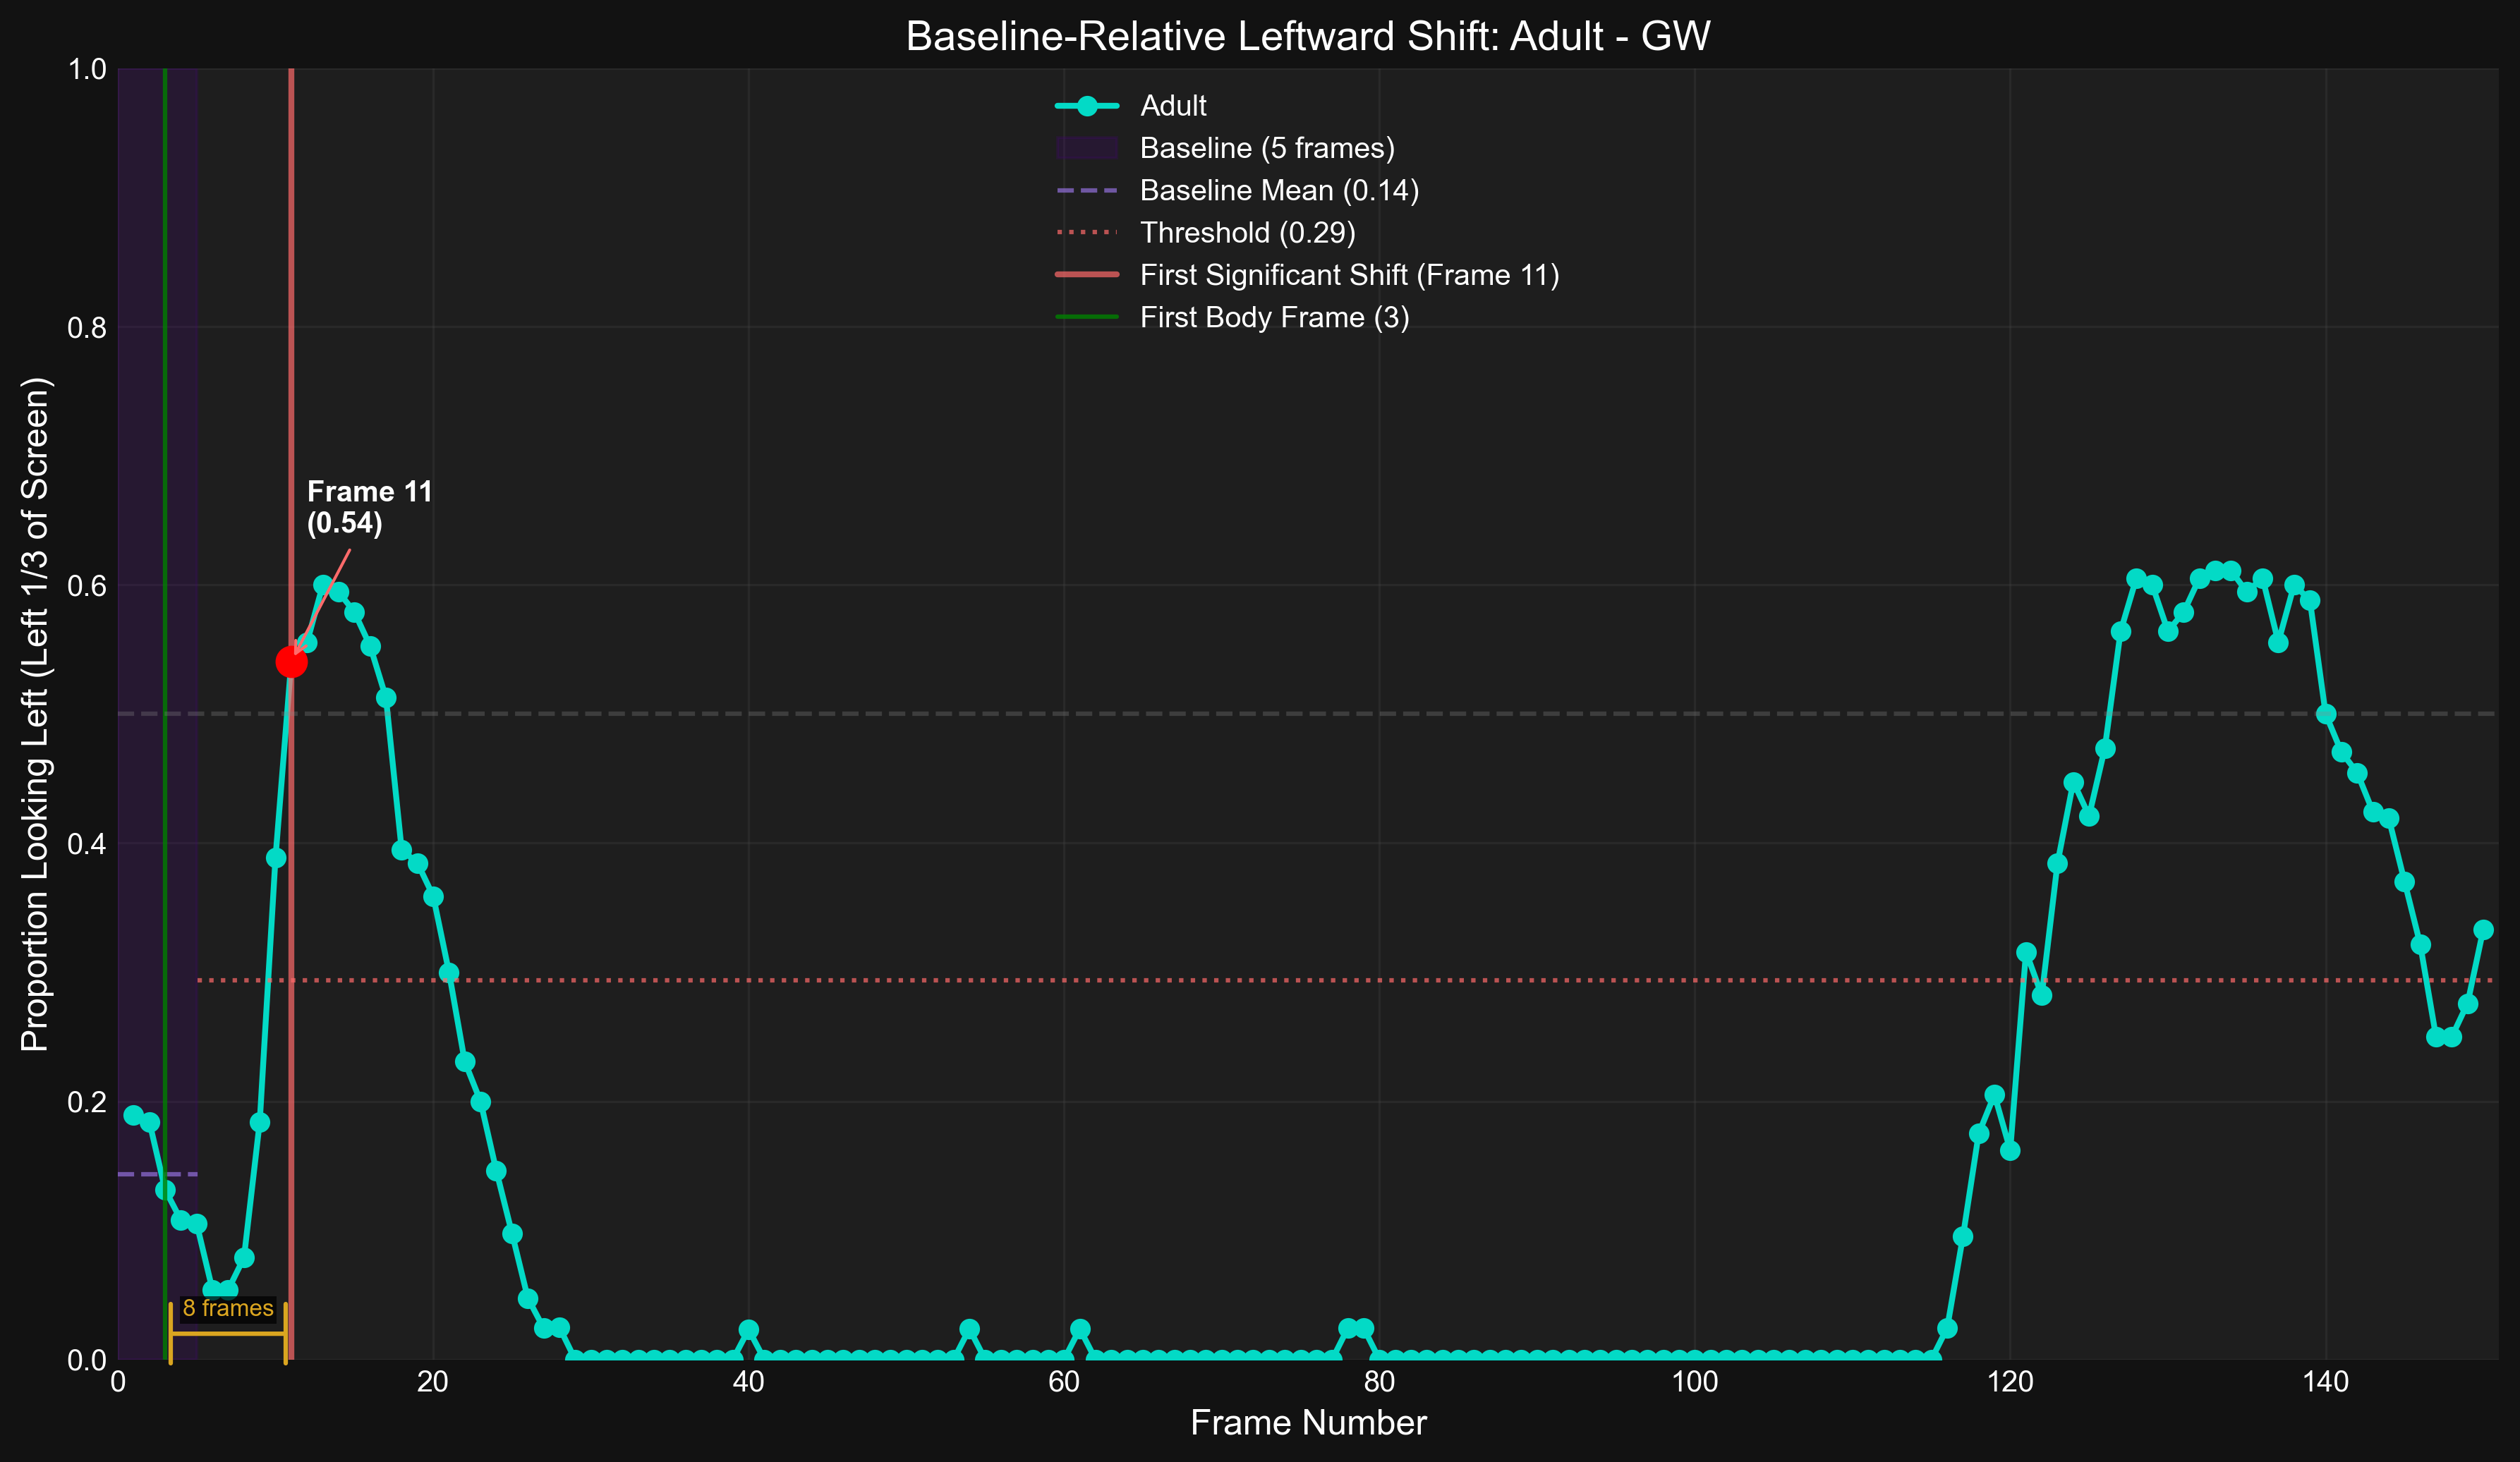 Baseline-Relative Leftward Shift: Adult - GW
1.0
0.8
0.6
0.4
0.2
0.0
Proportion Looking Left (Left 1/3 of Screen)
Adult
Baseline (5 frames)
Baseline Mean (0.14)
Threshold (0.29)
First Significant Shift (Frame 11)
First Body Frame (3)
Frame 11
(0.54)
8 frames
0
20
40
60
80
100
120
140
Frame Number